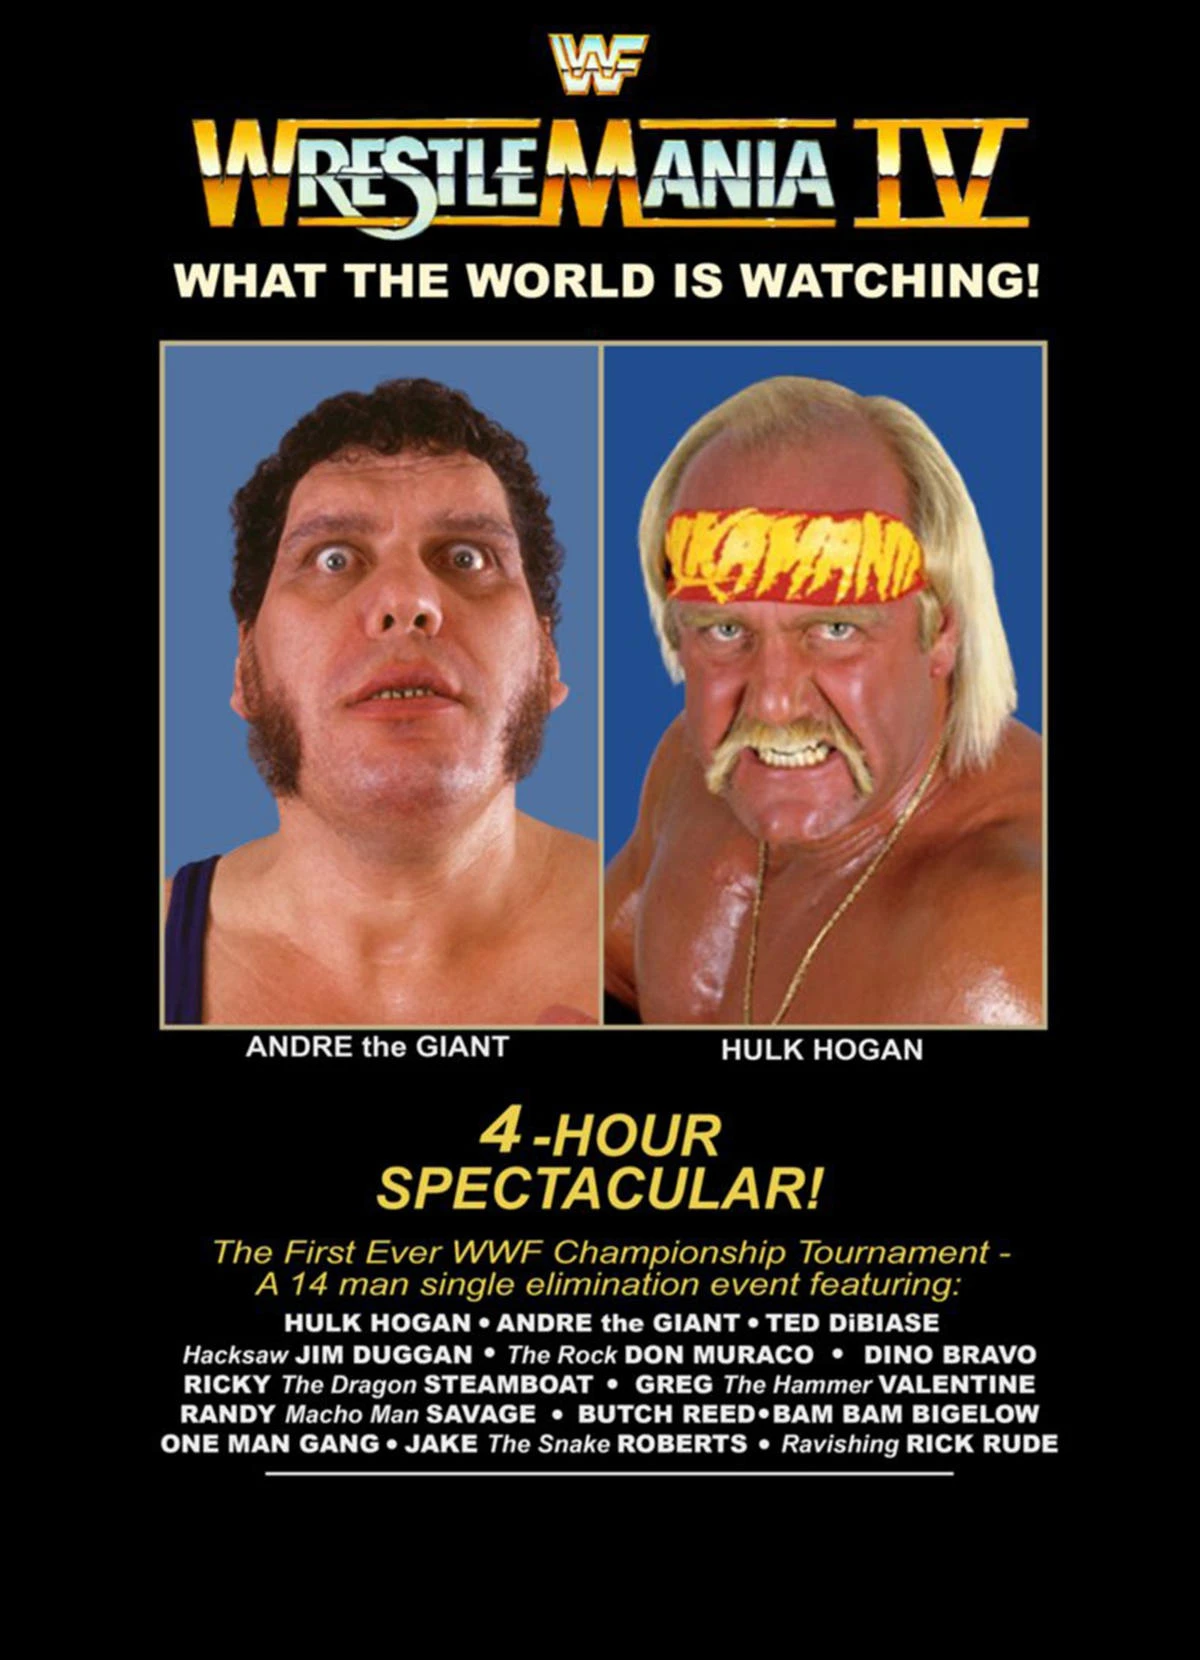 WF
WRESTLEMANIA IV
WHAT THE WORLD IS WATCHING!
KAMANI
ANDRE the GIANT
HULK HOGAN
4-HOUR
SPECTACULAR!
The First Ever WWF Championship Tournament -
A 14 man single elimination event featuring:
HULK HOGAN • ANDRE the GIANT • TED DiBIASE
Hacksaw JIM DUGGAN • The Rock DON MURACO • DINO BRAVO
RICKY The Dragon STEAMBOAT • GREG The Hammer VALENTINE
RANDY Macho Man SAVAGE • BUTCH REED•BAM BAM BIGELOW
ONE MAN GANG • JAKE The Snake ROBERTS • Ravishing RICK RUDE